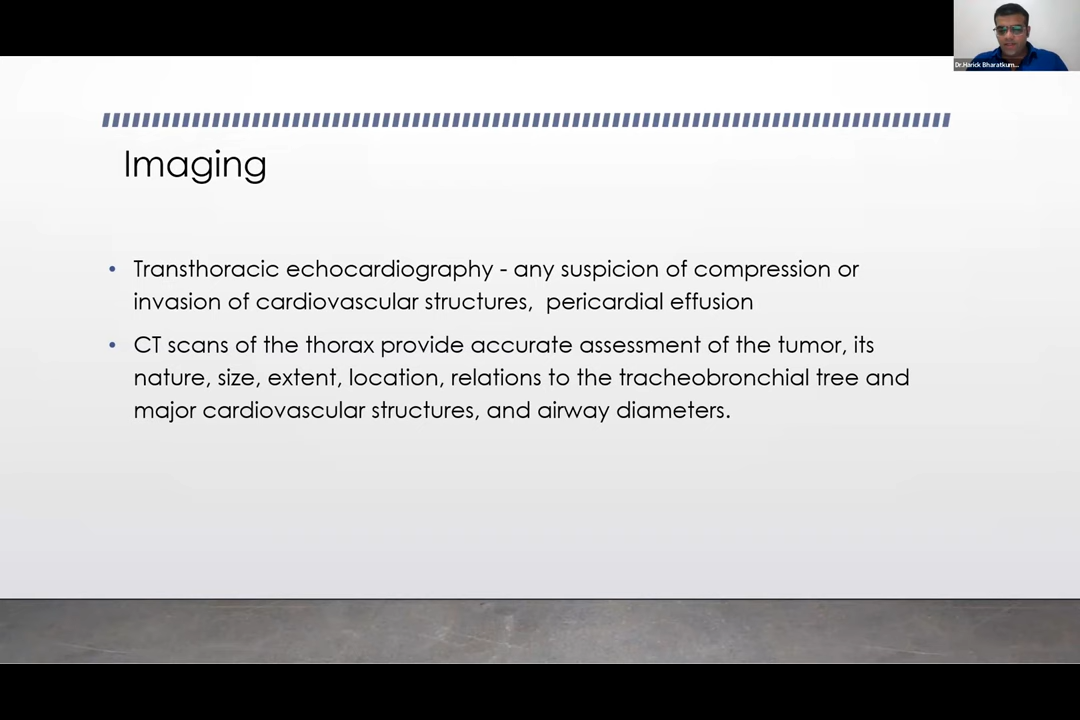 Dr.Harick Bharatkum...
Imaging
• Transthoracic echocardiography - any suspicion of compression or
invasion of cardiovascular structures,  pericardial effusion
• CT scans of the thorax provide accurate assessment of the tumor, its
nature, size, extent, location, relations to the tracheobronchial tree and
major cardiovascular structures, and airway diameters.